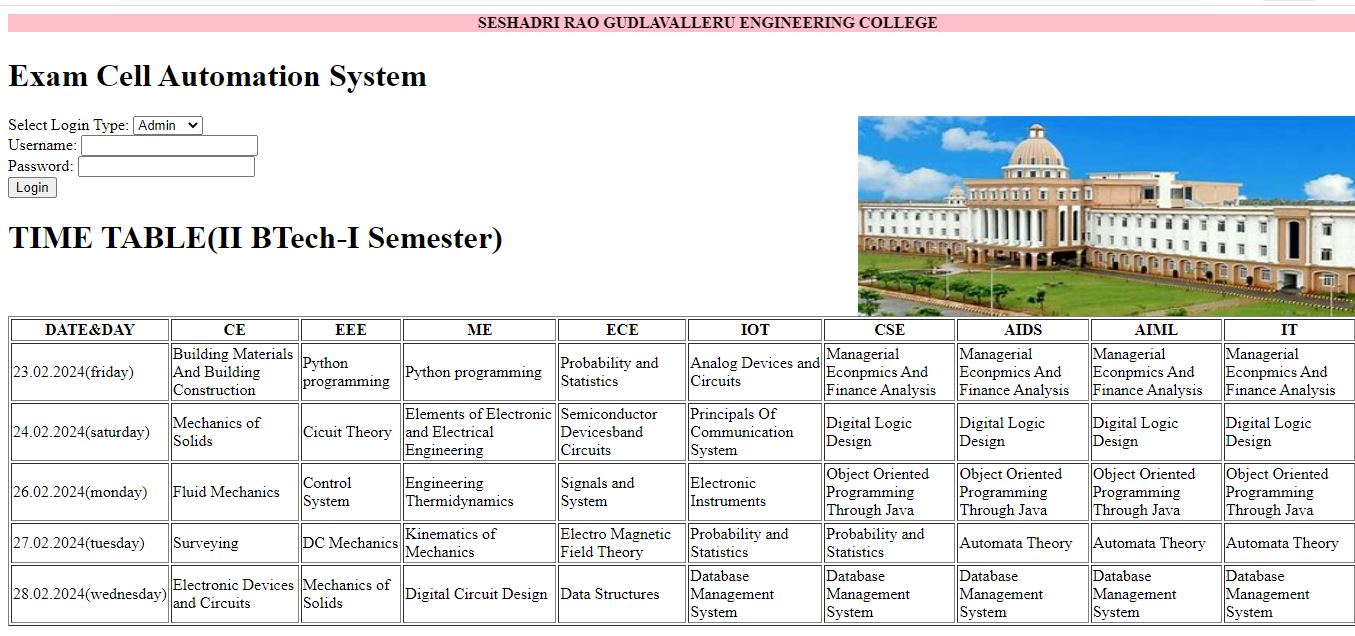 SESHADRI RAO GUDLAVALLERU ENGINEERING COLLEGE
Exam Cell Automation System
Select Login Type: Admin
Username:
Password:
Login
TIME TABLE(II BTech-I Semester)
DATE&DAY CE EEE ME ECE IOT CSE AIDS AIML IT
23.02.2024(friday)
Building Materials
And Building
Construction
Python
programming
Python programming
Probability and
Statistics
Analog Devices and
Circuits
Managerial
Econpmics And
Finance Analysis
Managerial
Econpmics And
Finance Analysis
Managerial
Econpmics And
Finance Analysis
Managerial
Econpmics And
Finance Analysis
24.02.2024(saturday)
Mechanics of
Solids
Cicuit Theory
Elements of Electronic
and Electrical
Engineering
Semiconductor
Devicesband
Circuits
Principals Of
Communication
System
Digital Logic
Design
Digital Logic
Design
Digital Logic
Design
Digital Logic
Design
26.02.2024(monday)
Fluid Mechanics
Control
System
Engineering
Thermidynamics
Signals and
System
Electronic
Instruments
Object Oriented
Programming
Through Java
Object Oriented
Programming
Through Java
Object Oriented
Programming
Through Java
Object Oriented
Programming
Through Java
27.02.2024(tuesday)
Surveying
DC Mechanics
Kinematics of
Mechanics
Electro Magnetic
Field Theory
Probability and
Statistics
Probability and
Statistics
Automata Theory
Automata Theory
Automata Theory
28.02.2024(wednesday)
Electronic Devices
and Circuits
Mechanics of
Solids
Digital Circuit Design
Data Structures
Database
Management
System
Database
Management
System
Database
Management
System
Database
Management
System
Database
Management
System